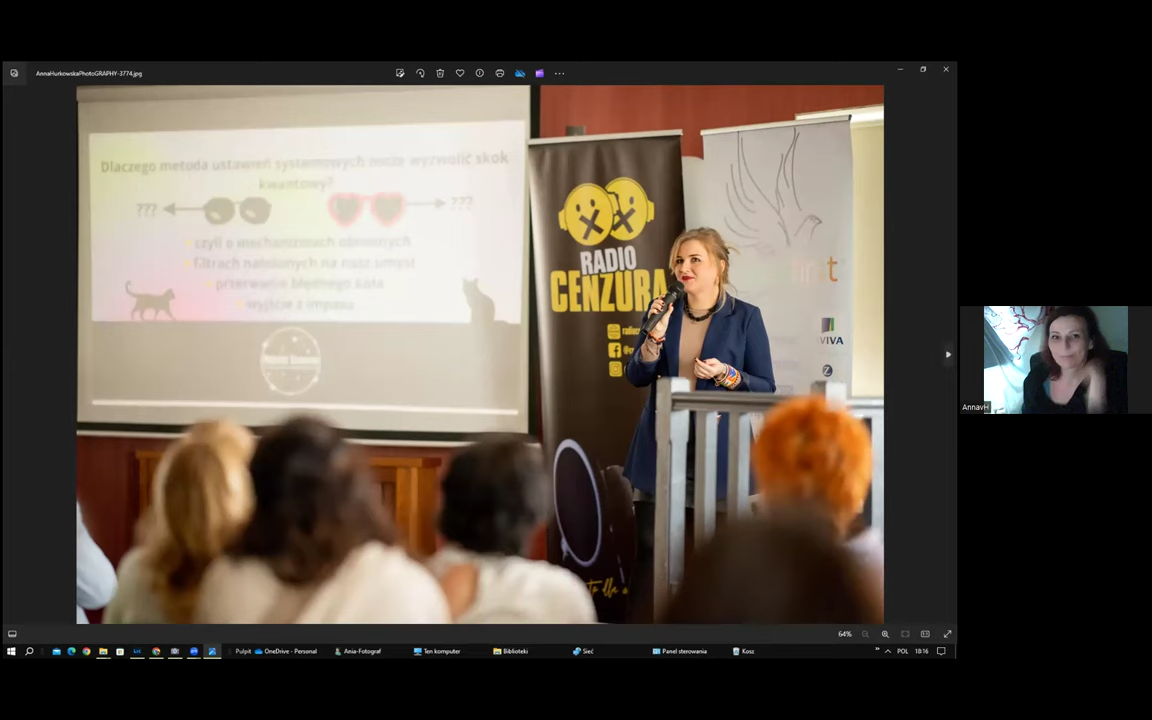 AnnaHurkowskaPhotoGRAPHY-3774.jpg
Dlaczego metoda ustawień systemowych może wyzwolić skok
kwantowy?
???
???
czyli o mechanizmach obronnych
filtrach nałożonych na nasz umysł
przerwanie błędnego koła
wyjście z impasu
RADIO
CENZURA
VIVA
AnnavH
64%
Pulpit
OneDrive - Personal
Ania-Fotograf
Ten komputer
Biblioteki
Sieć
Panel sterowania
Kosz
POL
18:16